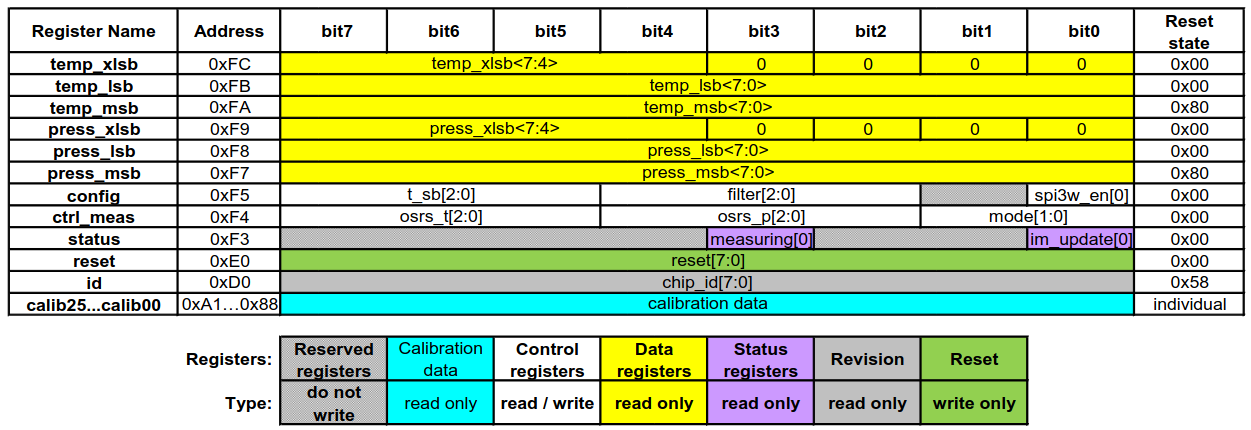 Register Name Address bit7 bit6 bit5 bit4 bit3 bit2 bit1 bit0 Reset state
temp_xlsb 0xFC temp_xlsb<7:4> 0 0 0 0 0x00
temp_lsb 0xFB temp_lsb<7:0> 0x00
temp_msb 0xFA temp_msb<7:0> 0x80
press_xlsb 0xF9 press_xlsb<7:4> 0 0 0 0 0x00
press_lsb 0xF8 press_lsb<7:0> 0x00
press_msb 0xF7 press_msb<7:0> 0x80
config 0xF5 t_sb[2:0] filter[2:0] spi3w_en[0] 0x00
ctrl_meas 0xF4 osrs_t[2:0] osrs_p[2:0] mode[1:0] 0x00
status 0xF3 measuring[0] im_update[0] 0x00
reset 0xE0 reset[7:0] 0x00
id 0xD0 chip_id[7:0] 0x58
calib25...calib00 0xA1…0x88 calibration data individual
Registers: Reserved registers Calibration data Control registers Data registers Status registers Revision Reset
Type: do not write read only read / write read only read only read only write only